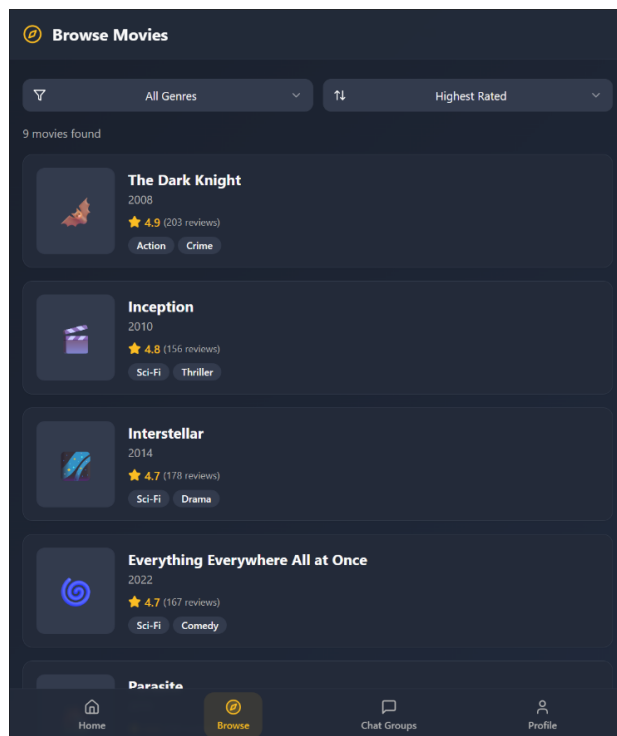 Browse Movies
All Genres
Highest Rated
9 movies found
The Dark Knight
2008
4.9 (203 reviews)
Action Crime
Inception
2010
4.8 (156 reviews)
Sci-Fi Thriller
Interstellar
2014
4.7 (178 reviews)
Sci-Fi Drama
Everything Everywhere All at Once
2022
4.7 (167 reviews)
Sci-Fi Comedy
Parasite
Home Browse Chat Groups Profile